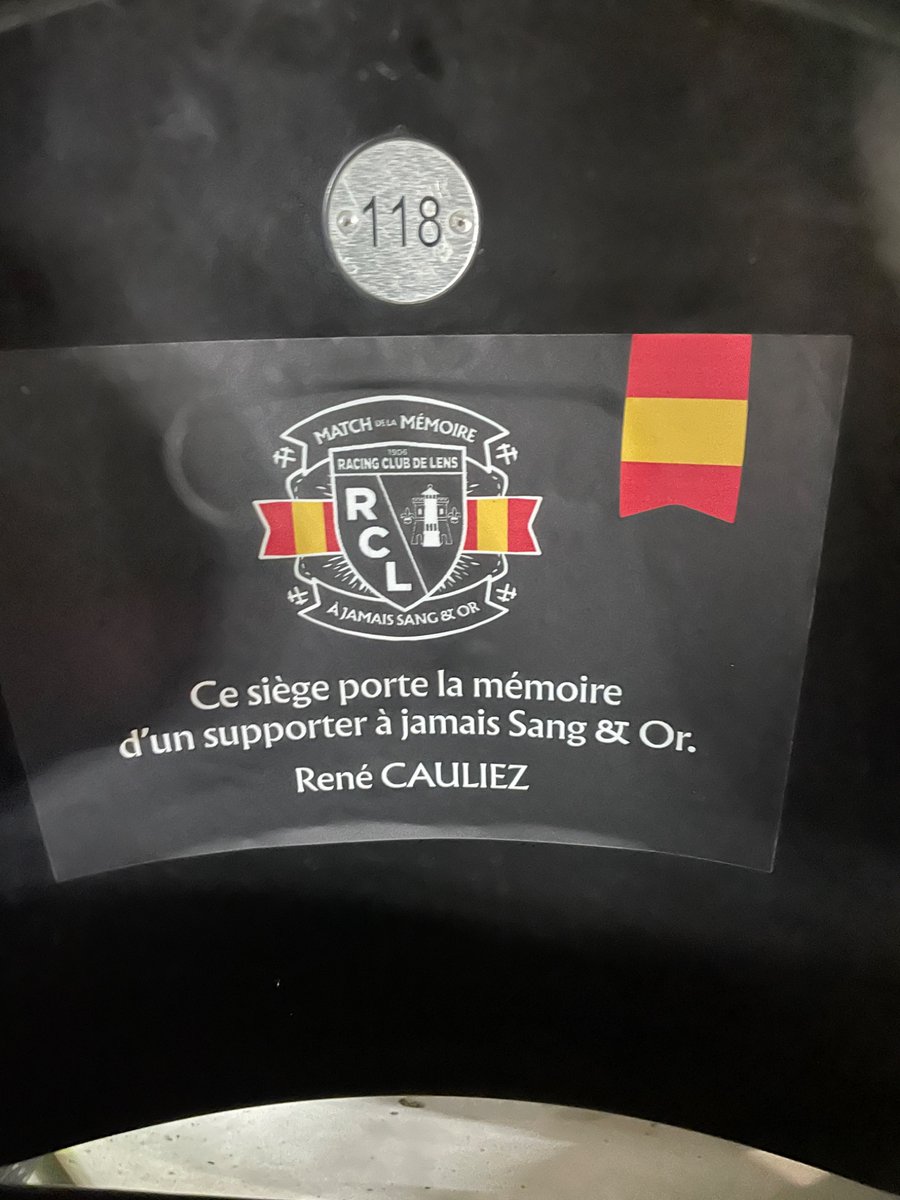 118
MATCH DE LA MÉMOIRE
1906
RACING CLUB DE LENS
R
C
L
À JAMAIS SANG & OR
Ce siège porte la mémoire
d'un supporter à jamais Sang & Or.
René CAULIEZ